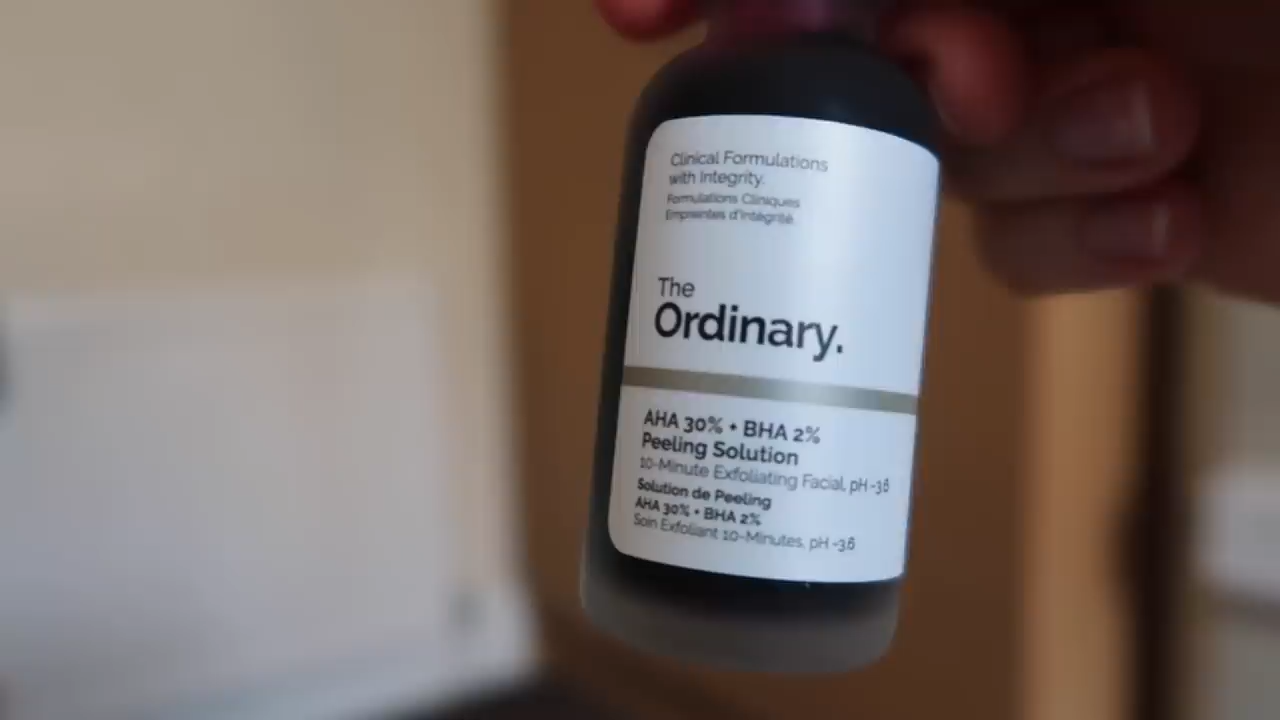 Clinical Formulations
with Integrity.
Formulations Cliniques
Empreintes d'Intégrité.
The
Ordinary.
AHA 30% + BHA 2%
Peeling Solution
10-Minute Exfoliating Facial, pH ~3.6
Solution de Peeling
AHA 30% + BHA 2%
Soin Exfoliant 10-Minutes, pH ~3.6